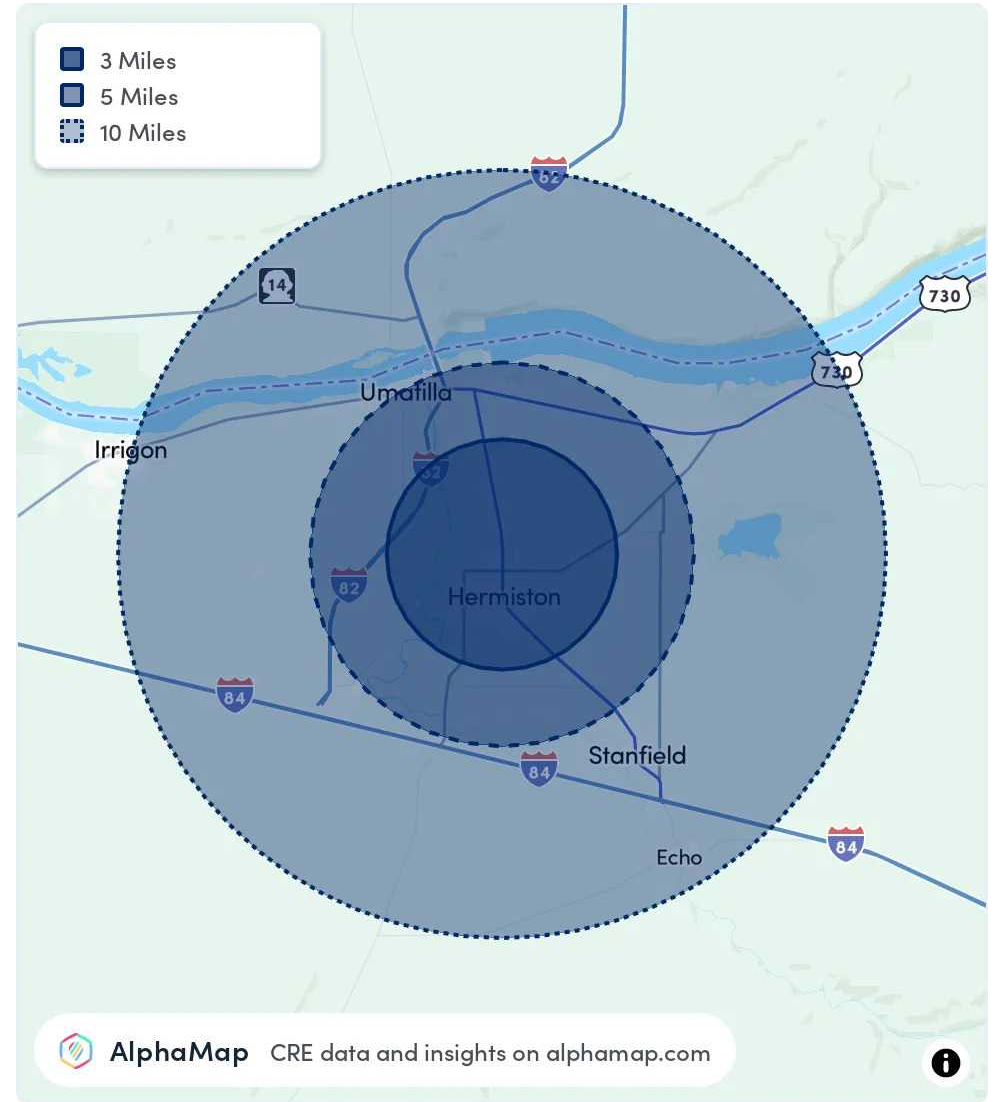 3 Miles
5 Miles
10 Miles
82
14
730
730
Umatilla
Irrigon
82
82
Hermiston
84
Stanfield
84
84
Echo
AlphaMap CRE data and insights on alphamap.com